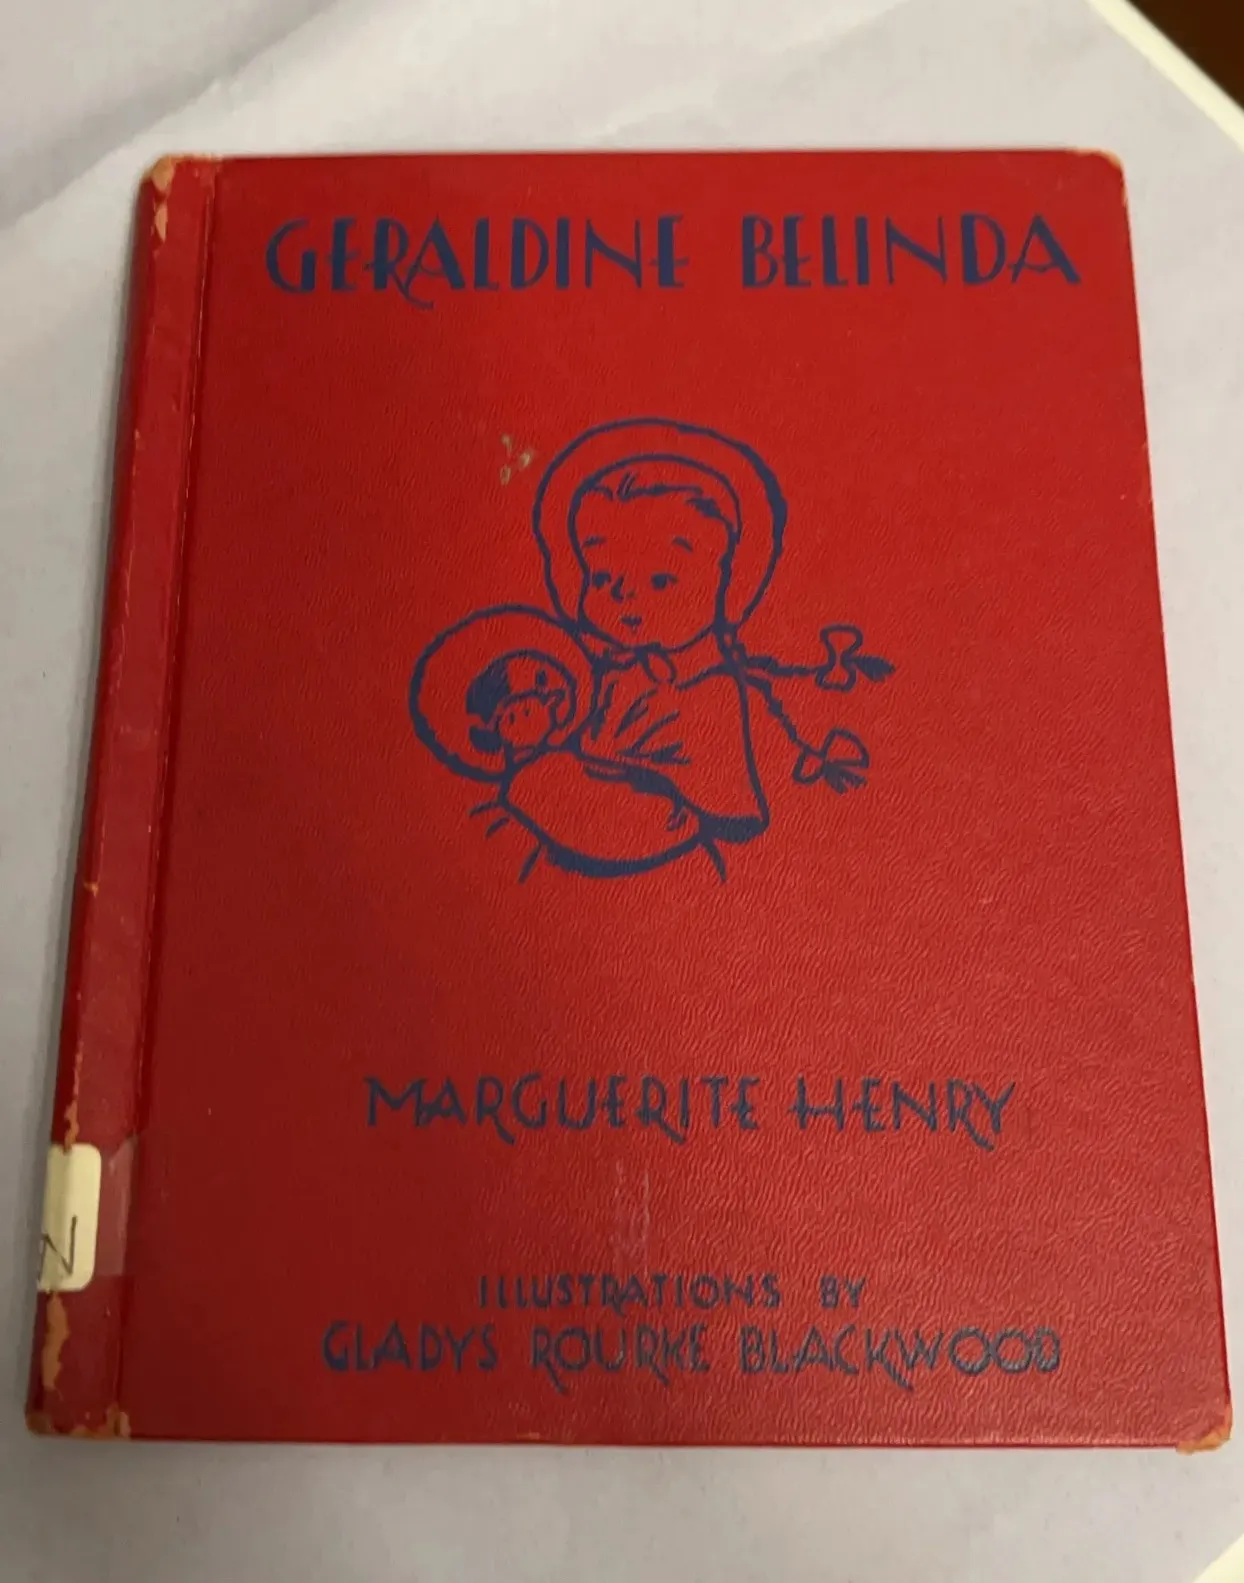 GERALDINE BELINDA
MARGUERITE HENRY
ILLUSTRATIONS BY
GLADYS ROURKE BLACKWOOD